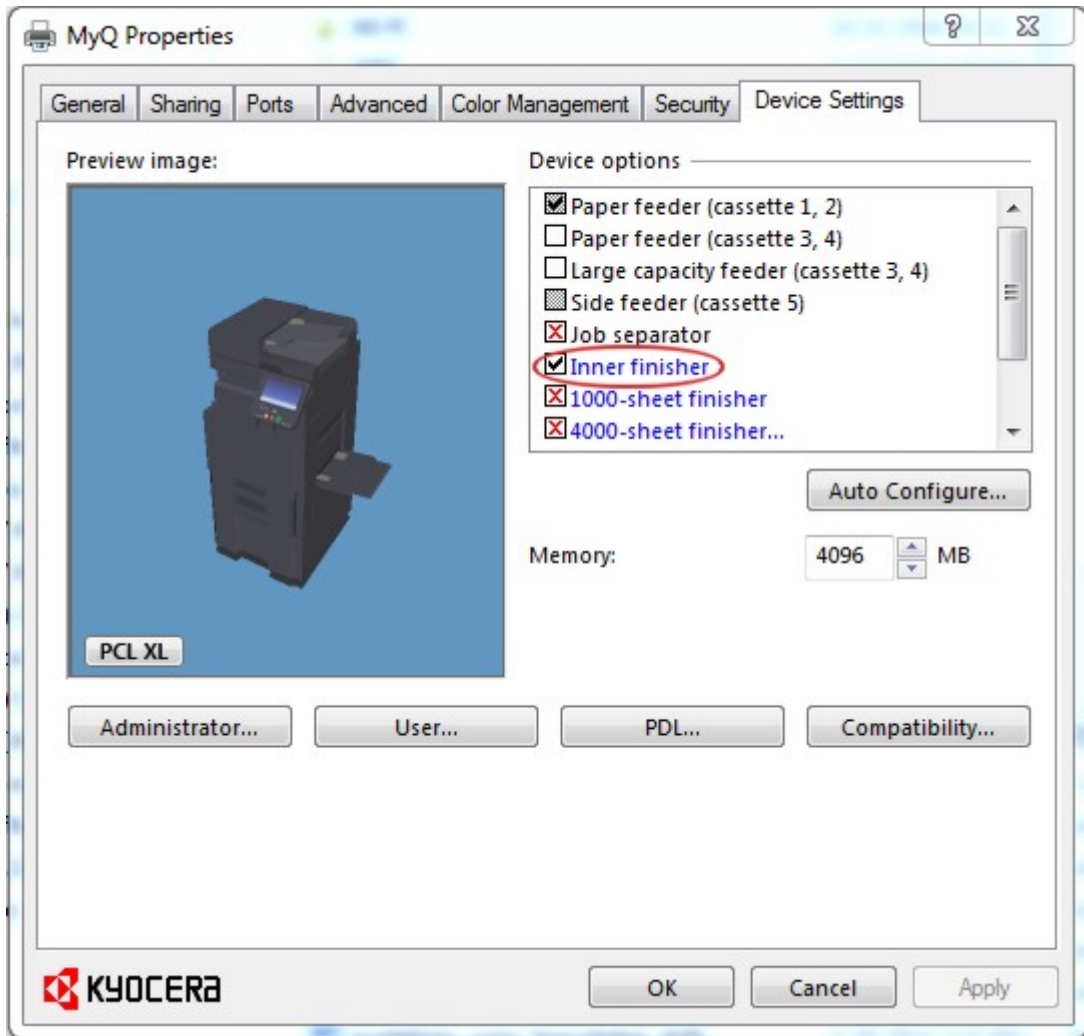 MyQ Properties
General Sharing Ports Advanced Color Management Security Device Settings
Preview image:
PCL XL
Device options
Paper feeder (cassette 1, 2)
Paper feeder (cassette 3, 4)
Large capacity feeder (cassette 3, 4)
Side feeder (cassette 5)
Job separator
Inner finisher
1000-sheet finisher
4000-sheet finisher...
Auto Configure...
Memory: 4096 MB
Administrator... User... PDL... Compatibility...
KYOCERA
OK Cancel Apply